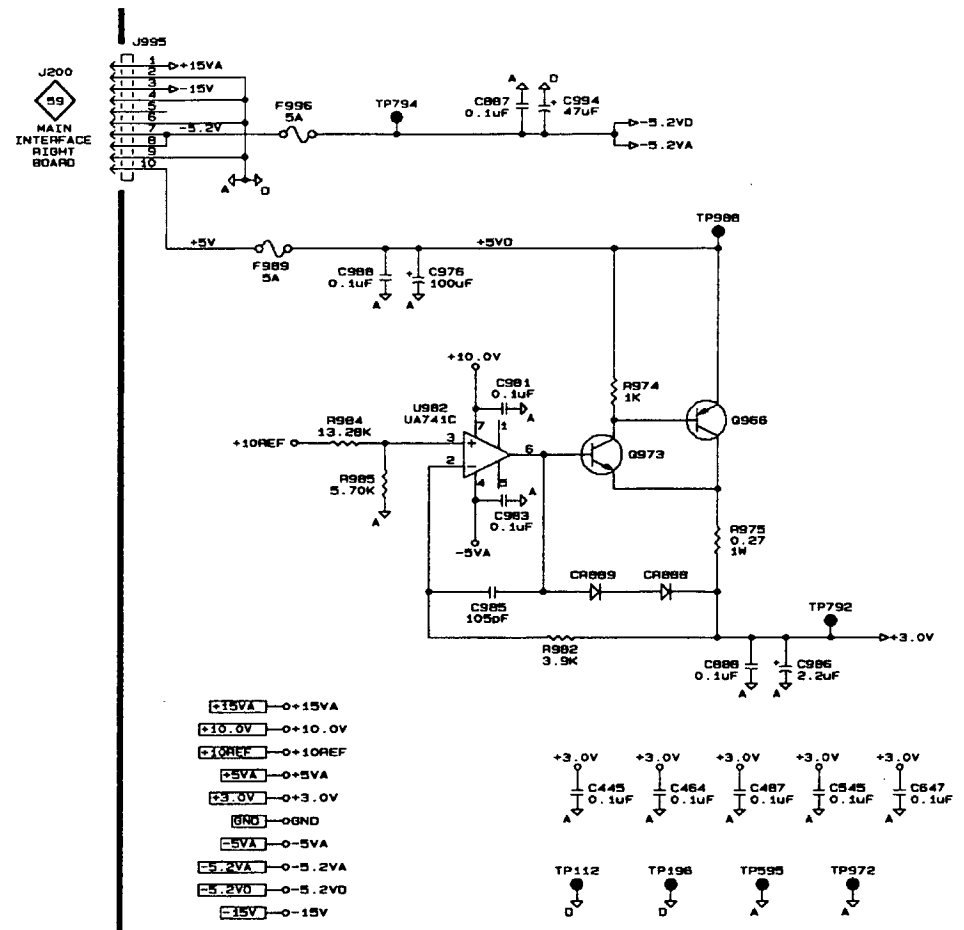 J995
J200
59
MAIN
INTERFACE
RIGHT
BOARD
1
2
3
4
5
6
7
8
9
10
+15VA
-15V
-5.2V
A
D
F996
5A
TP794
A
D
C887
0.1uF
+
C994
47uF
-5.2VD
-5.2VA
+5V
F989
5A
+5VD
TP988
C988
0.1uF
A
+
C976
100uF
A
+10.0V
C981
0.1uF
A
U982
UA741C
R984
13.28K
+10REF
R985
5.70K
A
3
2
+
-
7
1
6
4
5
C983
0.1uF
A
-5VA
R974
1K
Q966
Q973
R975
0.27
1W
CR889
CR888
C985
105pF
R982
3.9K
TP792
+3.0V
C888
0.1uF
A
+
C986
2.2uF
A
+15VA +15VA
+10.0V +10.0V
+10REF +10REF
+5VA +5VA
+3.0V +3.0V
GND GND
-5VA -5VA
-5.2VA -5.2VA
-5.2VD -5.2VD
-15V -15V
+3.0V +3.0V +3.0V +3.0V +3.0V
C445 C464 C487 C545 C647
0.1uF 0.1uF 0.1uF 0.1uF 0.1uF
A A A A A
TP112 TP196 TP595 TP972
D D A A